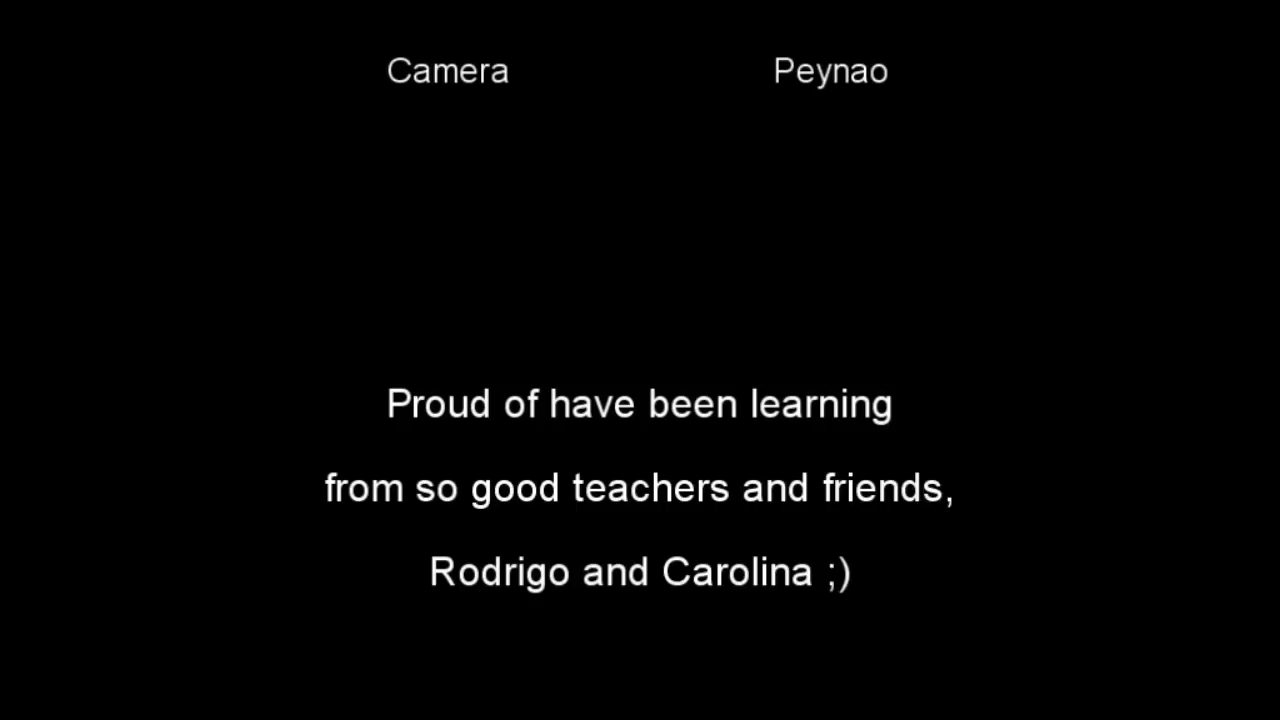 Camera Peynao
Proud of have been learning
from so good teachers and friends,
Rodrigo and Carolina ;)